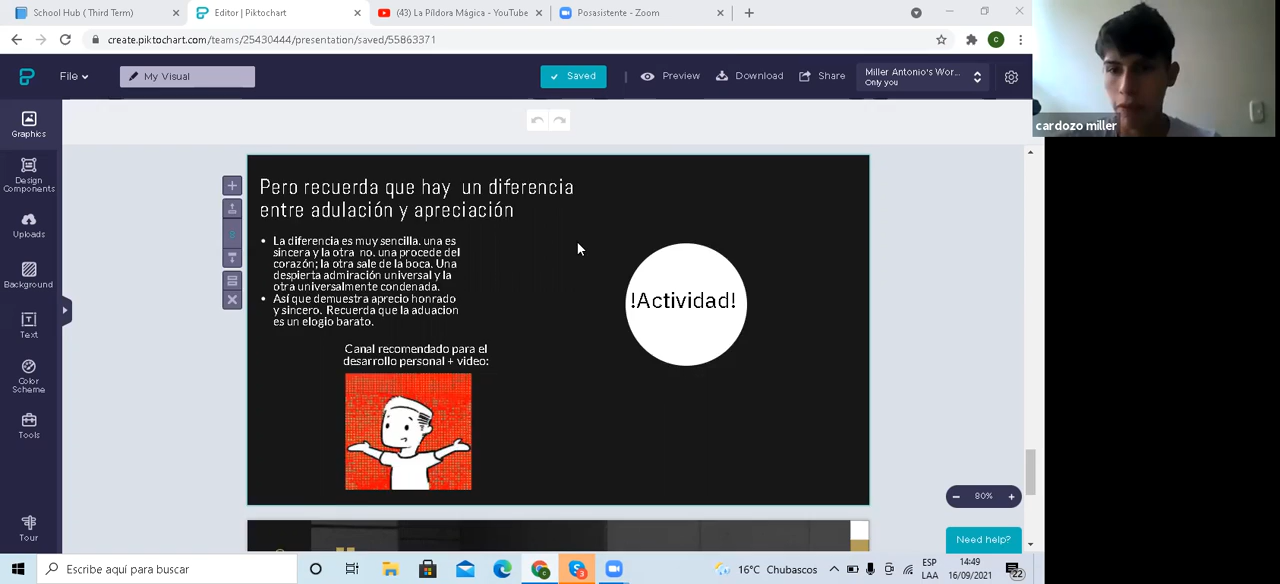 School Hub ( Third Term)
Editor | Piktochart
(43) La Píldora Mágica - YouTube
Posasistente - Zoom
create.piktochart.com/teams/25430444/presentation/saved/55863371
File
My Visual
Saved
Preview
Download
Share
Miller Antonio's Wor...
Only you
cardozo miller
Graphics
Design
Components
Uploads
Background
Text
Color
Scheme
Tools
Tour
Pero recuerda que hay un diferencia
entre adulación y apreciación
• La diferencia es muy sencilla. una es
sincera y la otra no. una procede del
corazón; la otra sale de la boca. Una
despierta admiración universal y la
otra universalmente condenada.
• Así que demuestra aprecio honrado
y sincero. Recuerda que la aduacion
es un elogio barato.
!Actividad!
Canal recomendado para el
desarrollo personal + video:
80%
Need help?
Escribe aquí para buscar
16°C Chubascos
ESP
LAA
14:49
16/09/2021
22